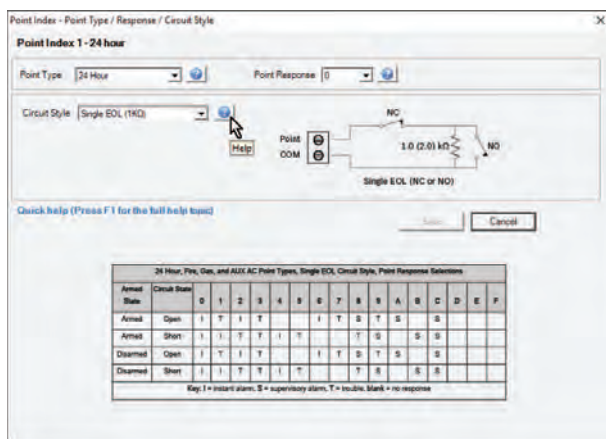 Point Index - Point Type / Response / Circuit Style
Point Index 1 - 24 hour
Point Type 24 Hour Point Response 0
Circuit Style Single EOL (1KΩ)
Help
NC
Point
COM
1.0 (2.0) kΩ
NO
Single EOL (NC or NO)
Quick help (Press F1 for the full help topic)
Cancel
24 Hour, Fire, Gas, and AUX AC Point Types, Single EOL Circuit Style, Point Response Selections
Armed State Circuit State 0 1 2 3 4 5 6 7 8 9 A B C D E F
Armed Open I T I T I T S T S S
Armed Short I I T T I T T S S S
Disarmed Open I T I T I T S T S S
Disarmed Short I I T T I T T S S S
Key: I = instant alarm, S = supervisory alarm, T = trouble, blank = no response